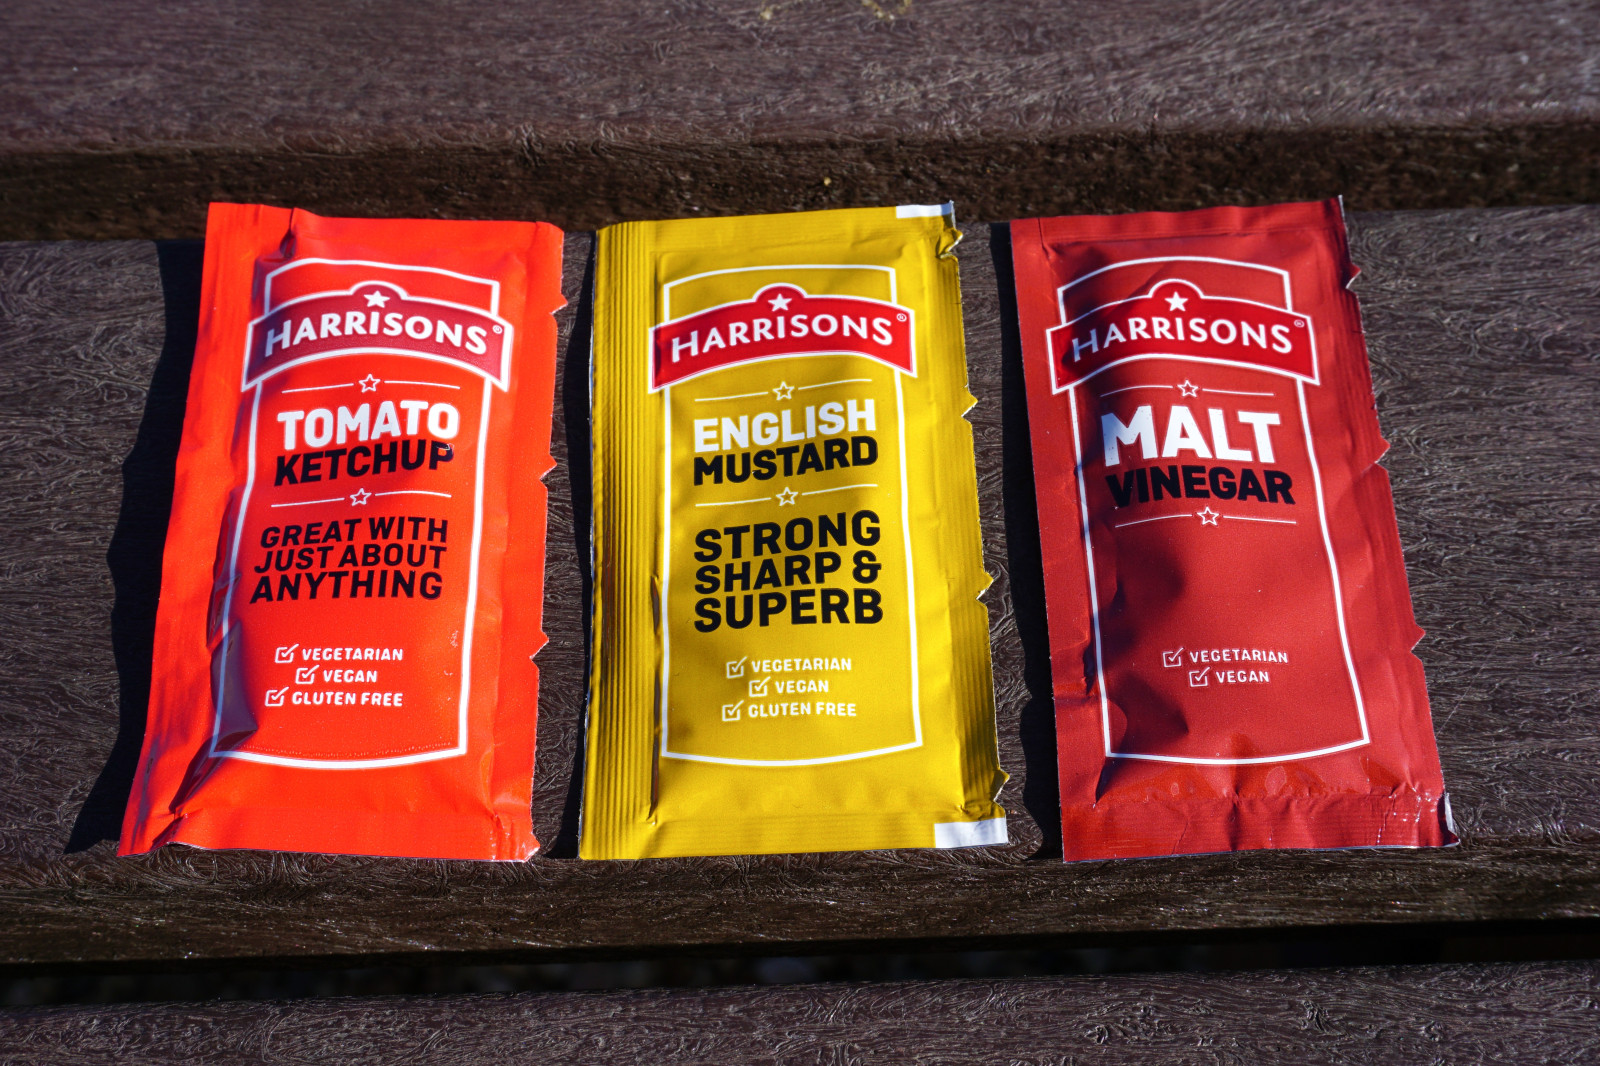 HARRISONS®
TOMATO
KETCHUP
GREAT WITH
JUST ABOUT
ANYTHING
VEGETARIAN
VEGAN
GLUTEN FREE
HARRISONS®
ENGLISH
MUSTARD
STRONG
SHARP &
SUPERB
VEGETARIAN
VEGAN
GLUTEN FREE
HARRISONS®
MALT
VINEGAR
VEGETARIAN
VEGAN